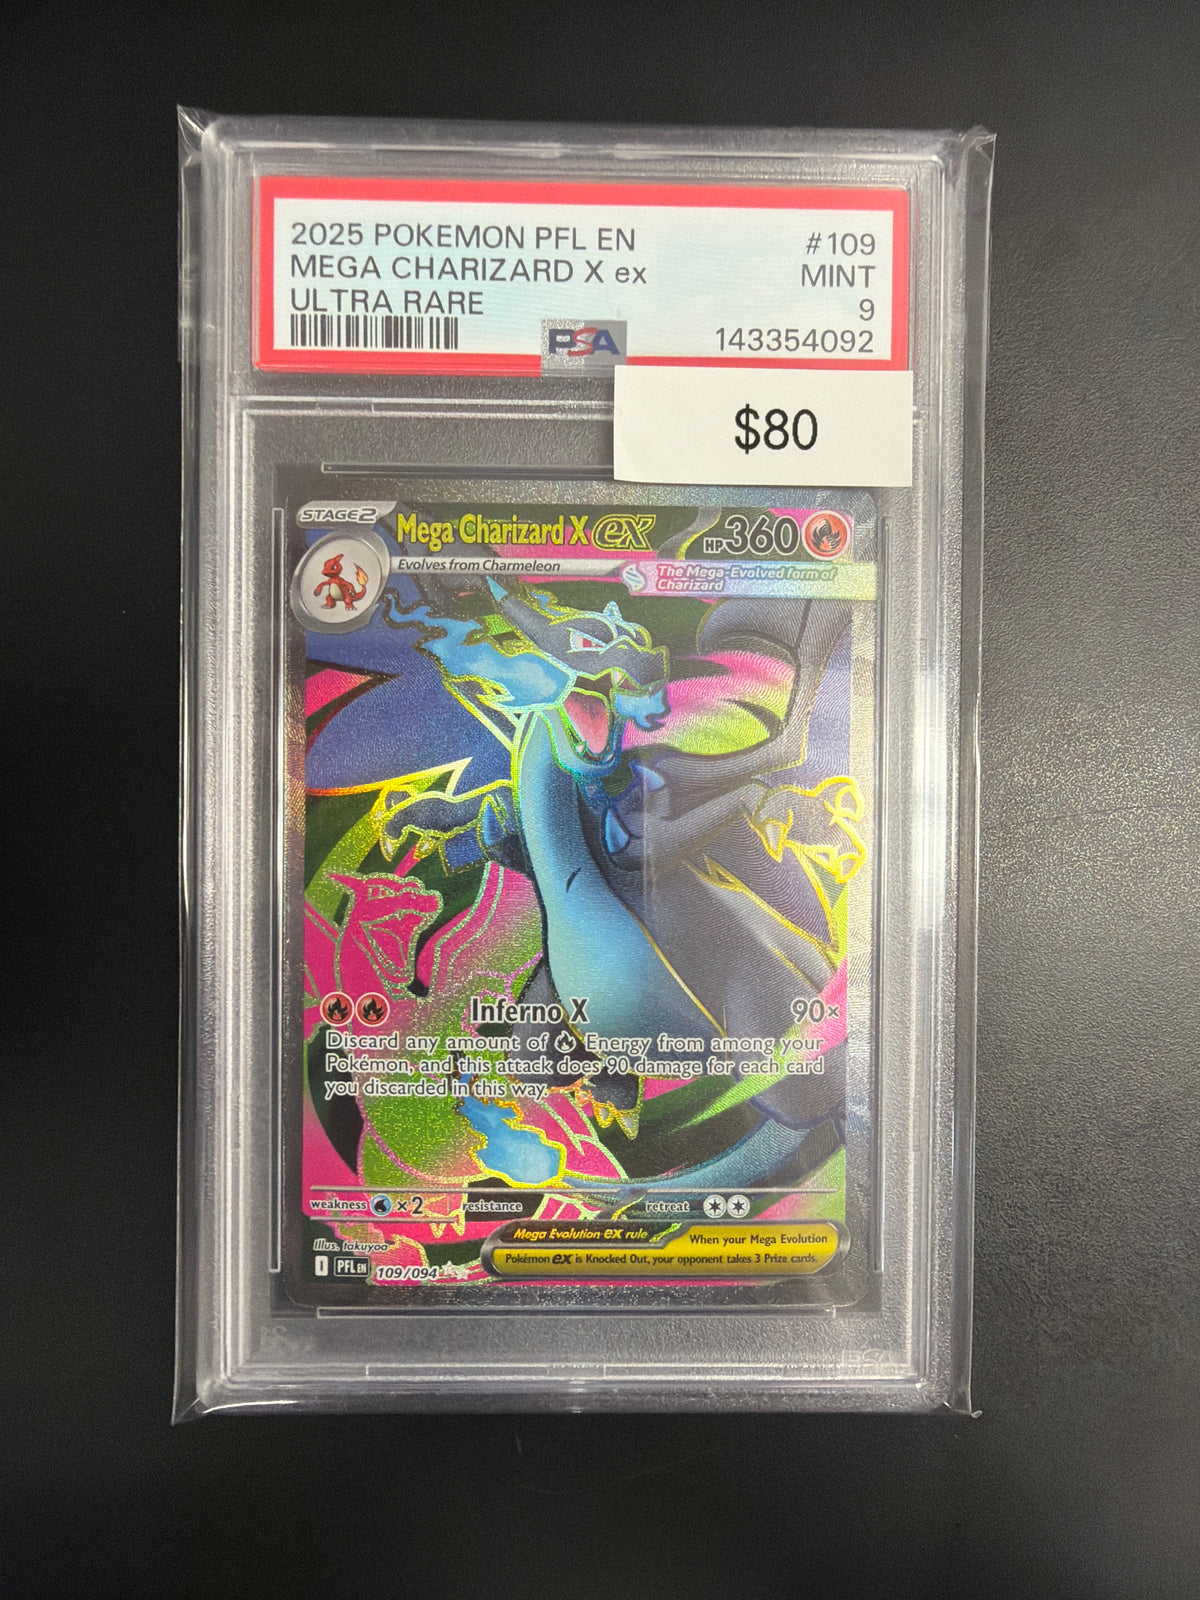 2025 POKEMON PFL EN
MEGA CHARIZARD X ex
ULTRA RARE
#109
MINT
9
143354092
PSA
$80
STAGE2
Mega Charizard X ex
HP360
Evolves from Charmeleon
The Mega-Evolved form of
Charizard
Inferno X 90×
Discard any amount of Energy from among your
Pokémon, and this attack does 90 damage for each card
you discarded in this way.
weakness ×2 resistance retreat
Illus. takuyoa
Mega Evolution ex rule When your Mega Evolution
Pokémon ex is Knocked Out, your opponent takes 3 Prize cards.
I PFL EN 109/094